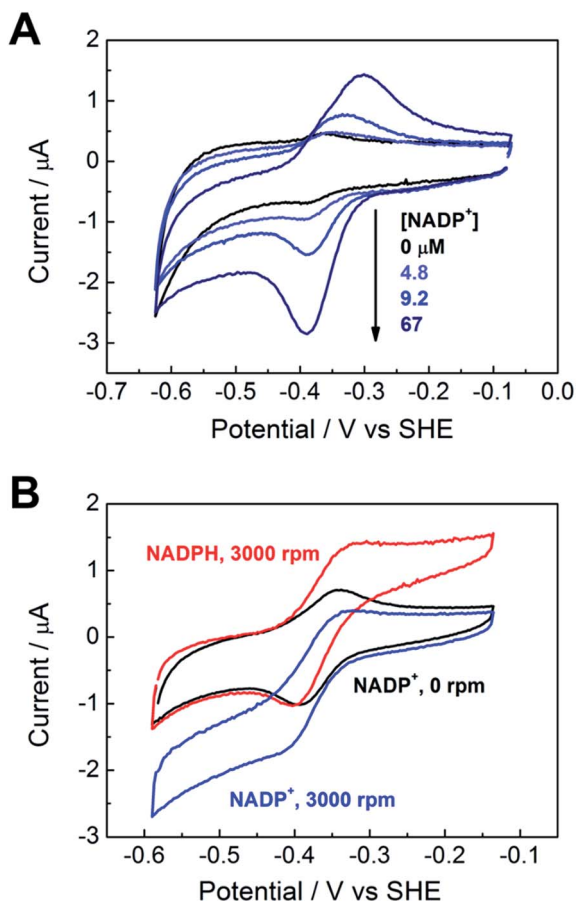 A
2
1
0
-1
-2
-3
Current / µA
[NADP+]
0 µM
4.8
9.2
67
-0.7 -0.6 -0.5 -0.4 -0.3 -0.2 -0.1 0.0
Potential / V vs SHE
B
2
1
0
-1
-2
-3
Current / µA
NADPH, 3000 rpm
NADP+, 0 rpm
NADP+, 3000 rpm
-0.6 -0.5 -0.4 -0.3 -0.2 -0.1
Potential / V vs SHE